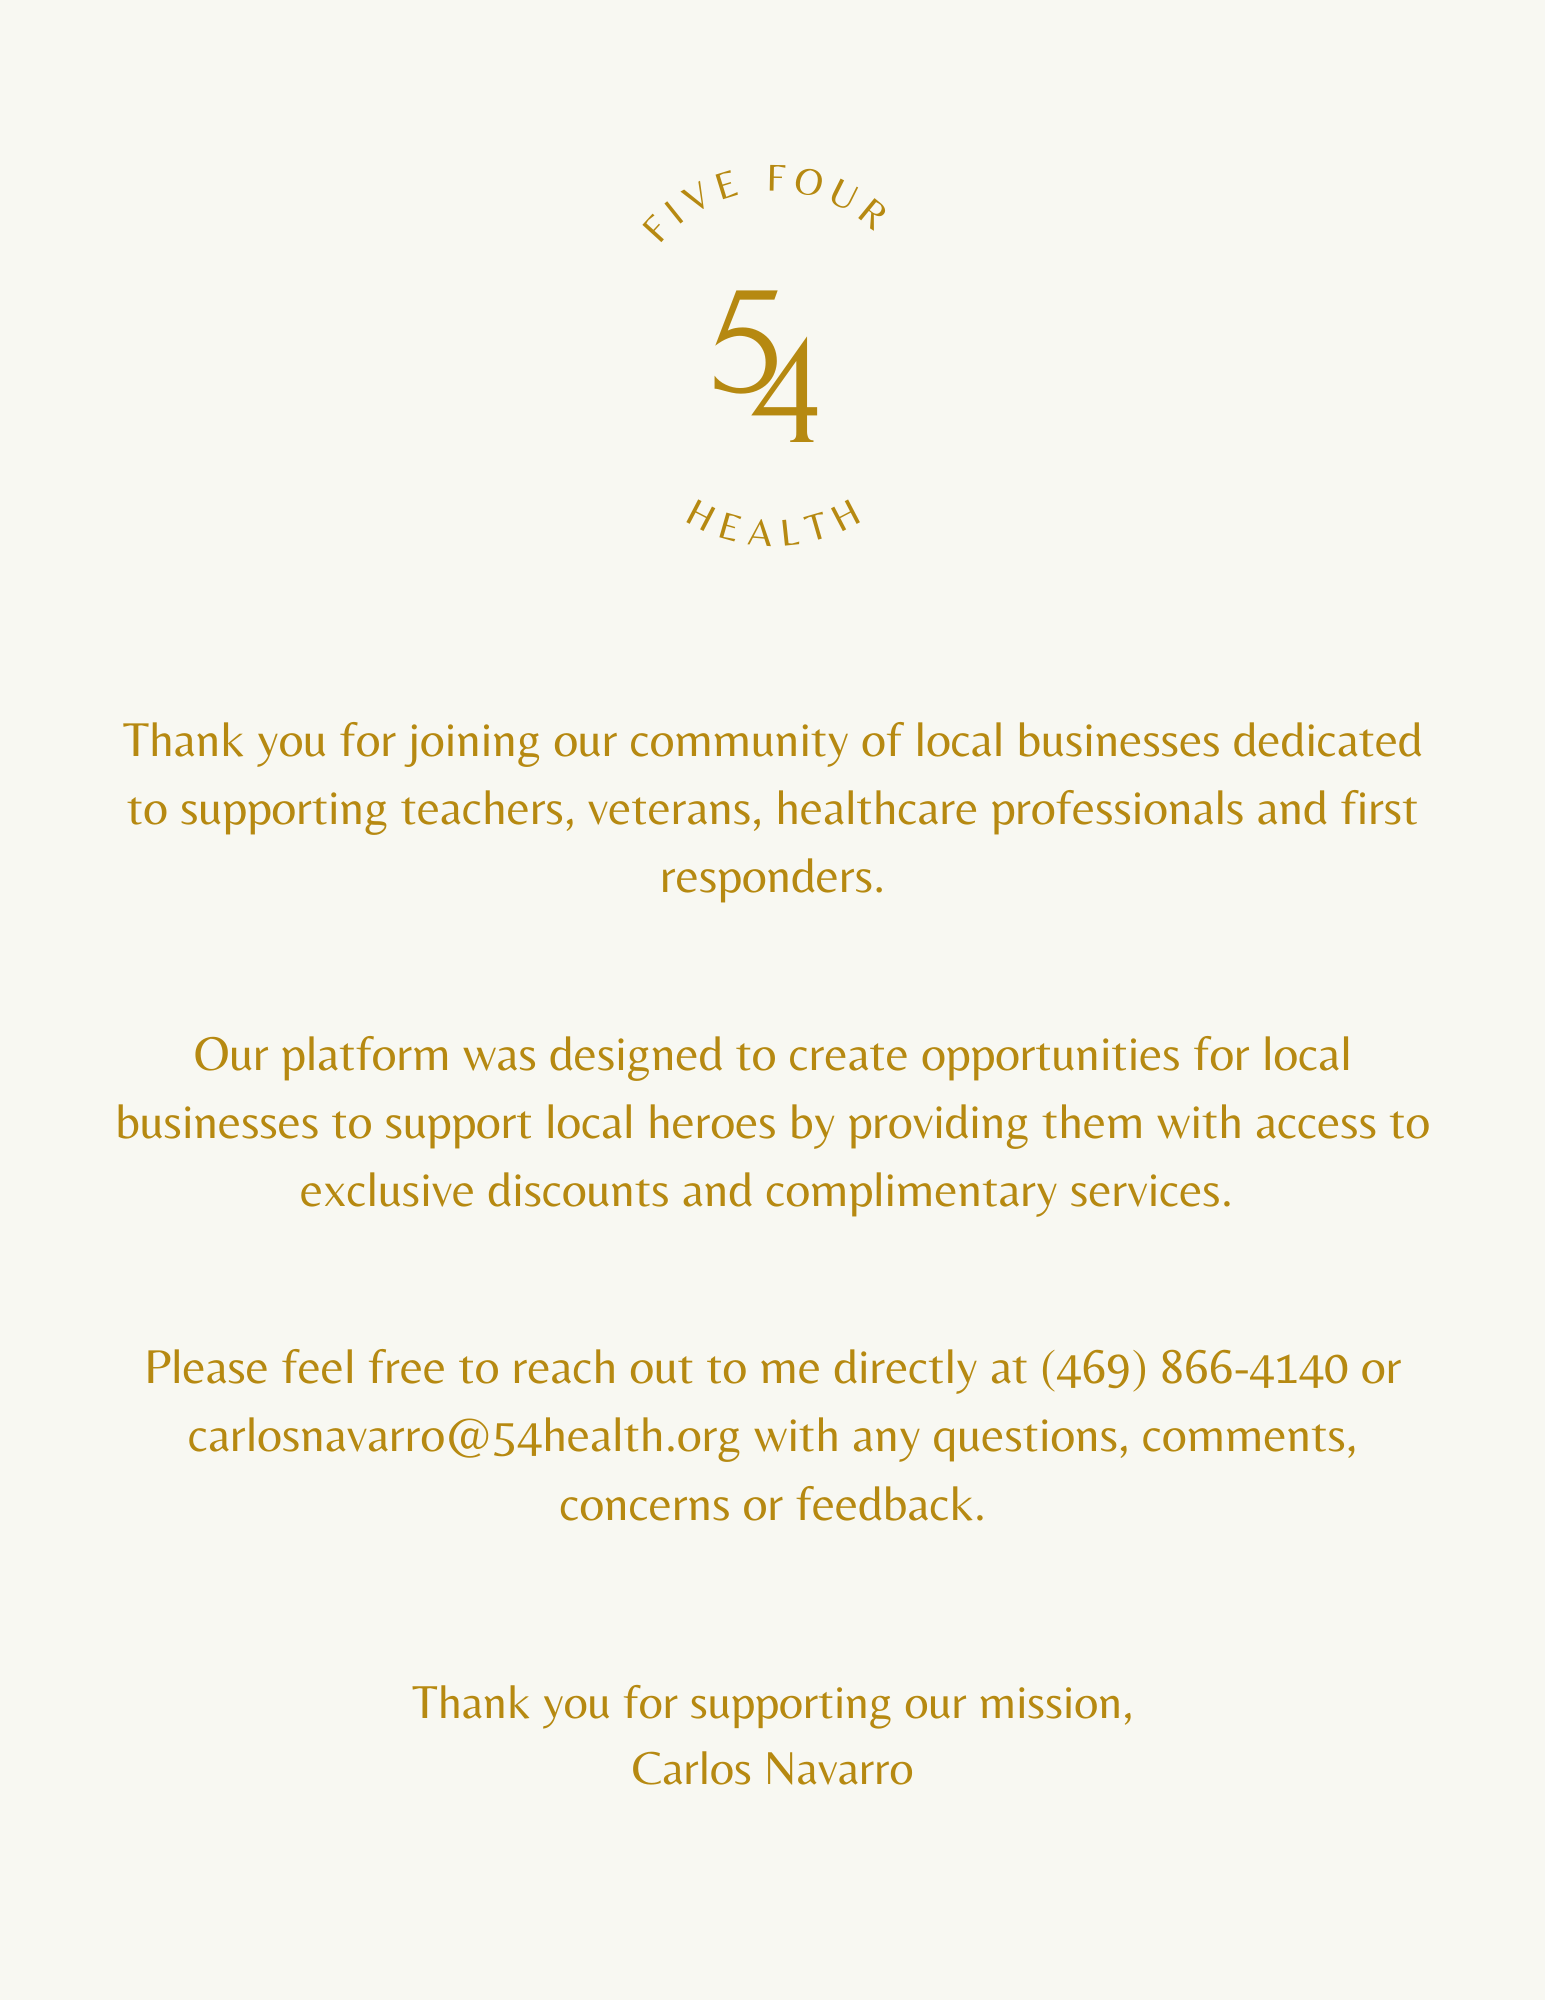 FIVE FOUR
54
HEALTH
Thank you for joining our community of local businesses dedicated
to supporting teachers, veterans, healthcare professionals and first
responders.
Our platform was designed to create opportunities for local
businesses to support local heroes by providing them with access to
exclusive discounts and complimentary services.
Please feel free to reach out to me directly at (469) 866-4140 or
carlosnavarro@54health.org with any questions, comments,
concerns or feedback.
Thank you for supporting our mission,
Carlos Navarro